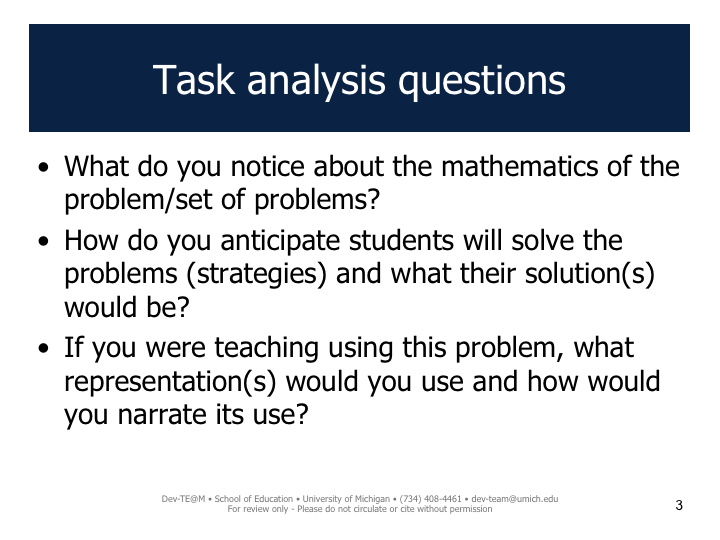 Task analysis questions
• What do you notice about the mathematics of the
problem/set of problems?
• How do you anticipate students will solve the
problems (strategies) and what their solution(s)
would be?
• If you were teaching using this problem, what
representation(s) would you use and how would
you narrate its use?
Dev-TE@M • School of Education • University of Michigan • (734) 408-4461 • dev-team@umich.edu
For review only - Please do not circulate or cite without permission
3